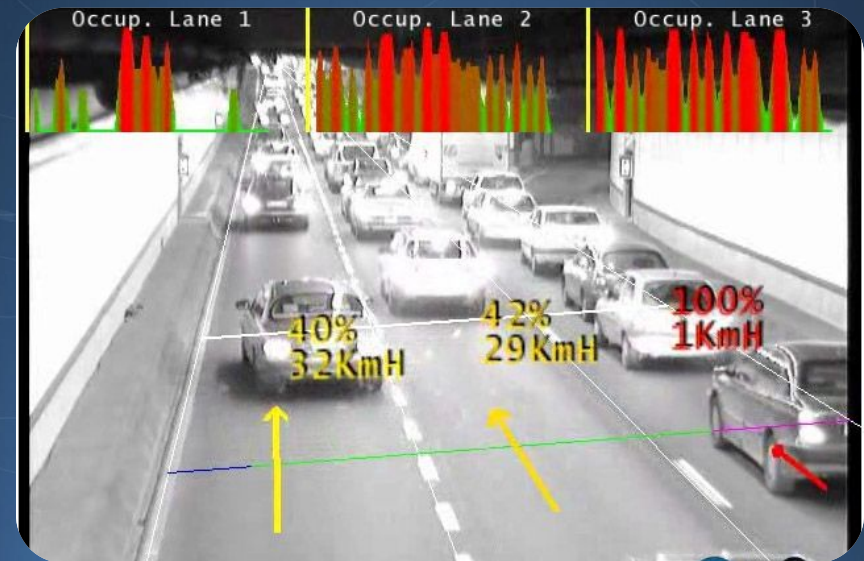 Occup. Lane 1
Occup. Lane 2
Occup. Lane 3
40%
32KmH
42%
29KmH
100%
1KmH